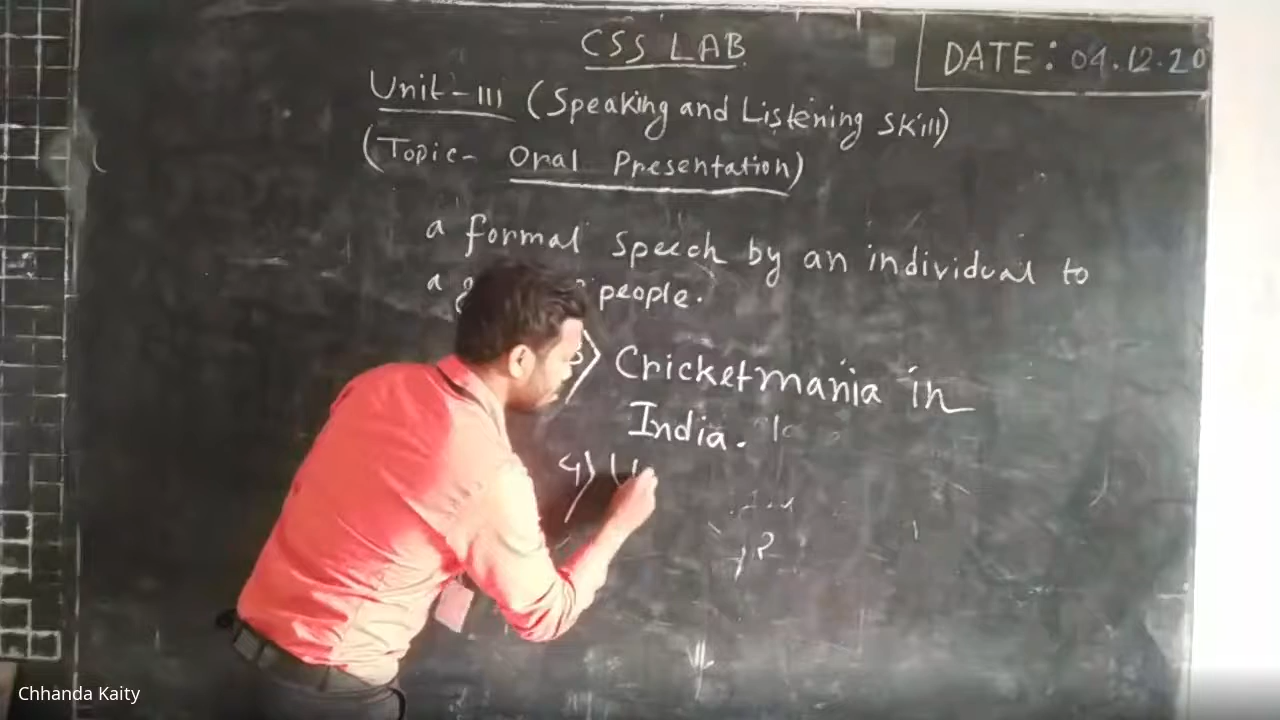 CSS LAB
DATE: 04.12.20
Unit-III (Speaking and Listening Skill)
(Topic- Oral Presentation)
a formal speech by an individual to
a people.
3) Cricketmania in
India.
4)
Chhanda Kaity